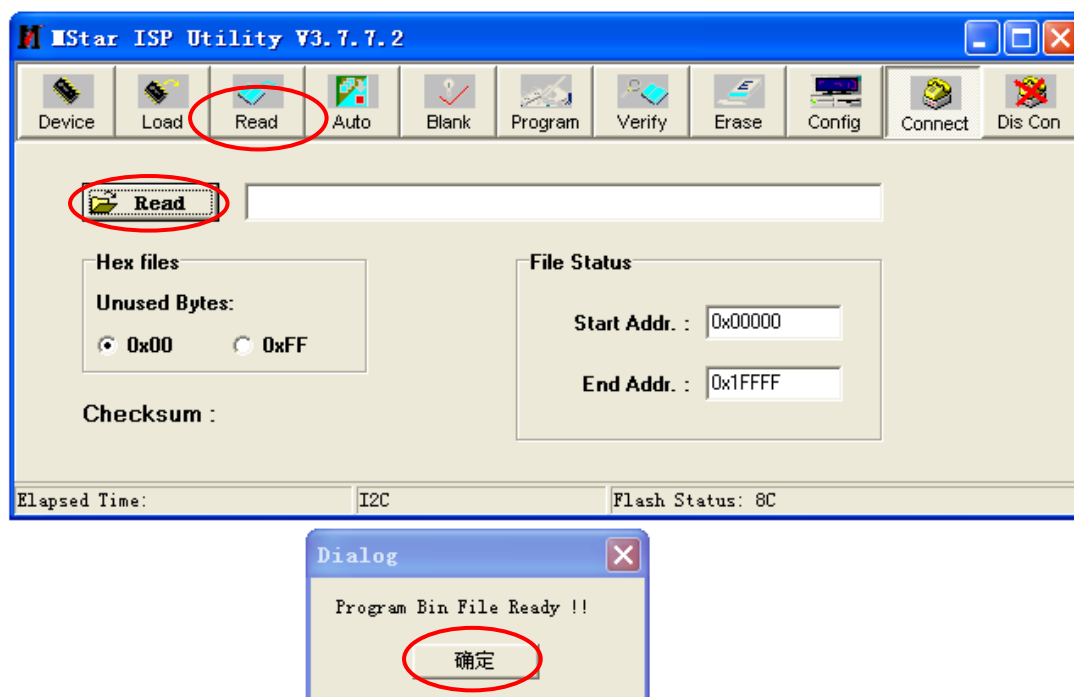 MStar ISP Utility V3.7.7.2
Device Load Read Auto Blank Program Verify Erase Config Connect Dis Con
Read
Hex files
Unused Bytes:
0x00 0xFF
Checksum :
File Status
Start Addr. : 0x00000
End Addr. : 0x1FFFF
Elapsed Time: I2C Flash Status: 8C
Dialog
Program Bin File Ready !!
确定